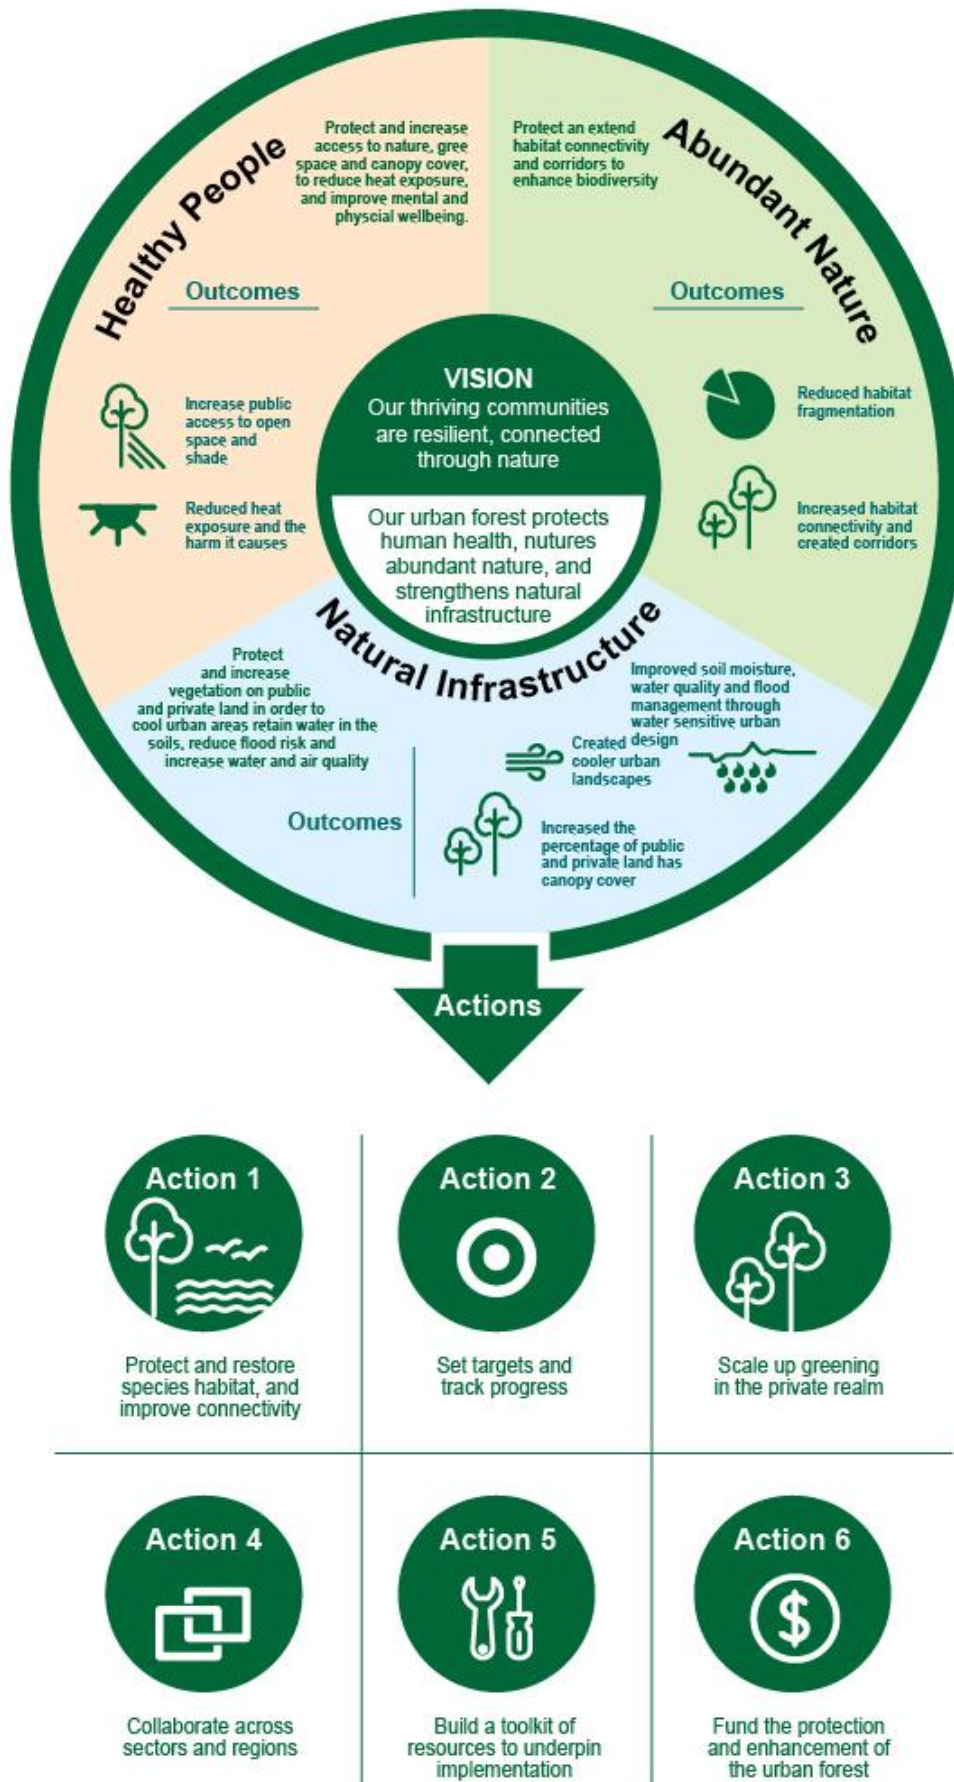 Healthy People
Protect and increase
access to nature, gree
space and canopy cover,
to reduce heat exposure,
and improve mental and
physcial wellbeing.
Outcomes
Increase public
access to open
space and
shade
Reduced heat
exposure and the
harm it causes
Abundant Nature
Protect an extend
habitat connectivity
and corridors to
enhance biodiversity
Outcomes
Reduced habitat
fragmentation
Increased habitat
connectivity and
created corridors
VISION
Our thriving communities
are resilient, connected
through nature
Our urban forest protects
human health, nutures
abundant nature, and
strengthens natural
infrastructure
Natural Infrastructure
Protect
and increase
vegetation on public
and private land in order to
cool urban areas retain water in the
soils, reduce flood risk and
increase water and air quality
Outcomes
Improved soil moisture,
water quality and flood
management through
water sensitive urban
design
Created
cooler urban
landscapes
Increased the
percentage of public
and private land has
canopy cover
Actions
Action 1
Protect and restore
species habitat, and
improve connectivity
Action 2
Set targets and
track progress
Action 3
Scale up greening
in the private realm
Action 4
Collaborate across
sectors and regions
Action 5
Build a toolkit of
resources to underpin
implementation
Action 6
$
Fund the protection
and enhancement of
the urban forest